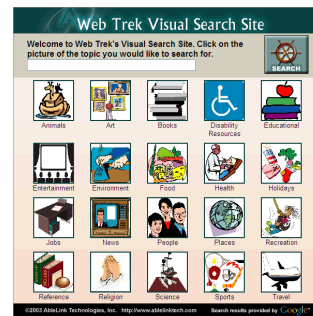 Web Trek Visual Search Site
Welcome to Web Trek's Visual Search Site. Click on the
picture of the topic you would like to search for.
SEARCH
Animals
Art
Books
Disability
Resources
Educational
Entertainment
Environment
Food
Health
Holidays
Jobs
News
People
Places
Recreation
Reference
Religion
Science
Sports
Travel
©2003 AbleLink Technologies, Inc. http://www.ablelinktech.com
Search results provided by Google